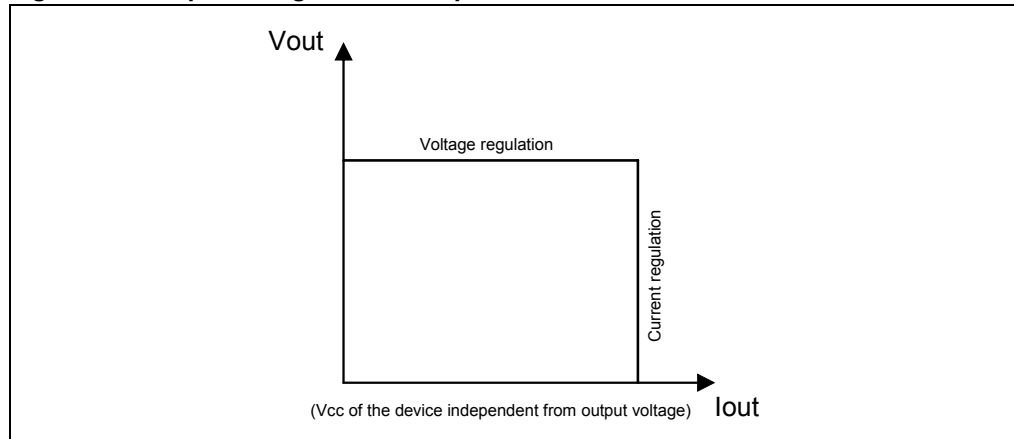 Vout
Voltage regulation
Current regulation
(Vcc of the device independent from output voltage)
Iout